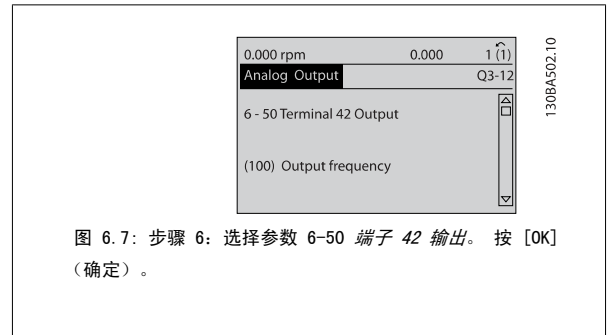 0.000 rpm 0.000 1 (1)
Analog Output Q3-12
6 - 50 Terminal 42 Output
(100) Output frequency
130BA502.10
图 6.7: 步骤 6: 选择参数 6-50 端子 42 输出。 按 [OK]
（确定）。